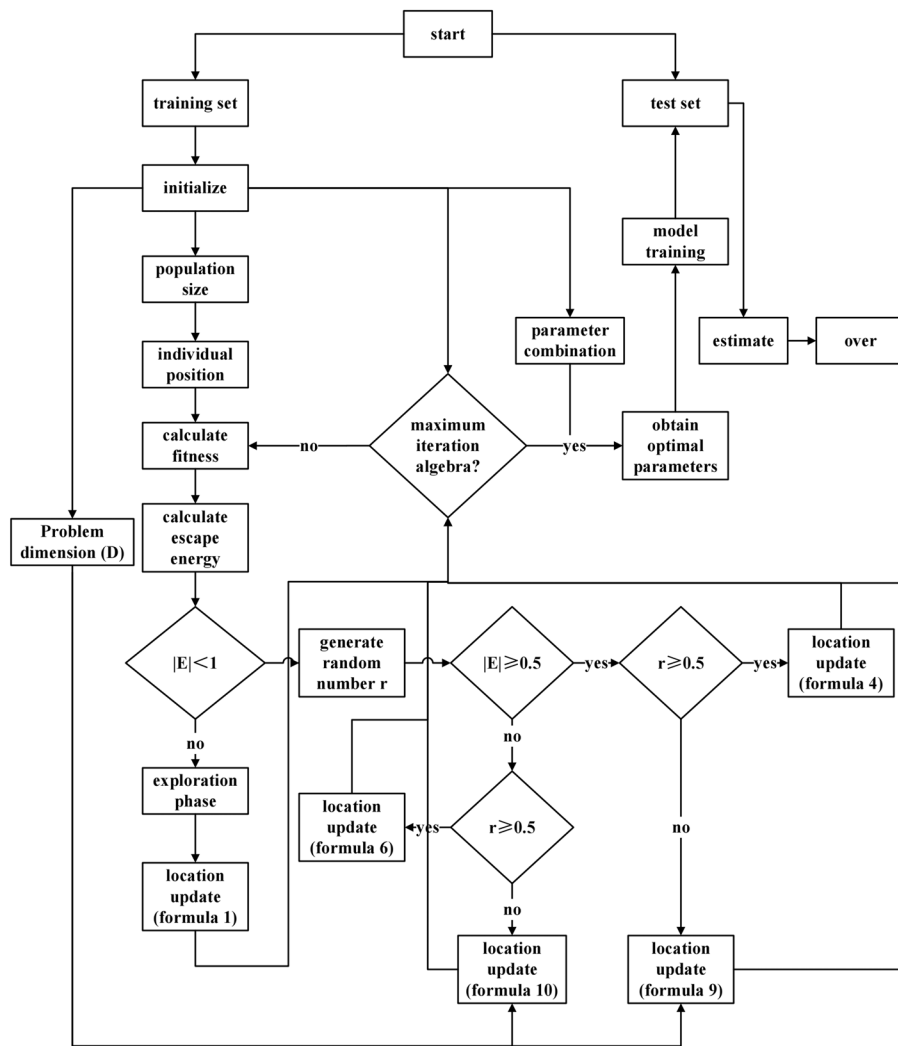 start
training set
test set
initialize
model
training
population
size
parameter
combination
estimate
over
individual
position
maximum
iteration
algebra?
calculate
fitness
no
yes
obtain
optimal
parameters
calculate
escape
energy
Problem
dimension (D)
|E|＜1
generate
random
number r
|E|≥0.5
yes
r≥0.5
yes
location
update
(formula 4)
no
no
exploration
phase
location
update
(formula 6)
yes
r≥0.5
no
location
update
(formula 1)
no
location
update
(formula 10)
location
update
(formula 9)